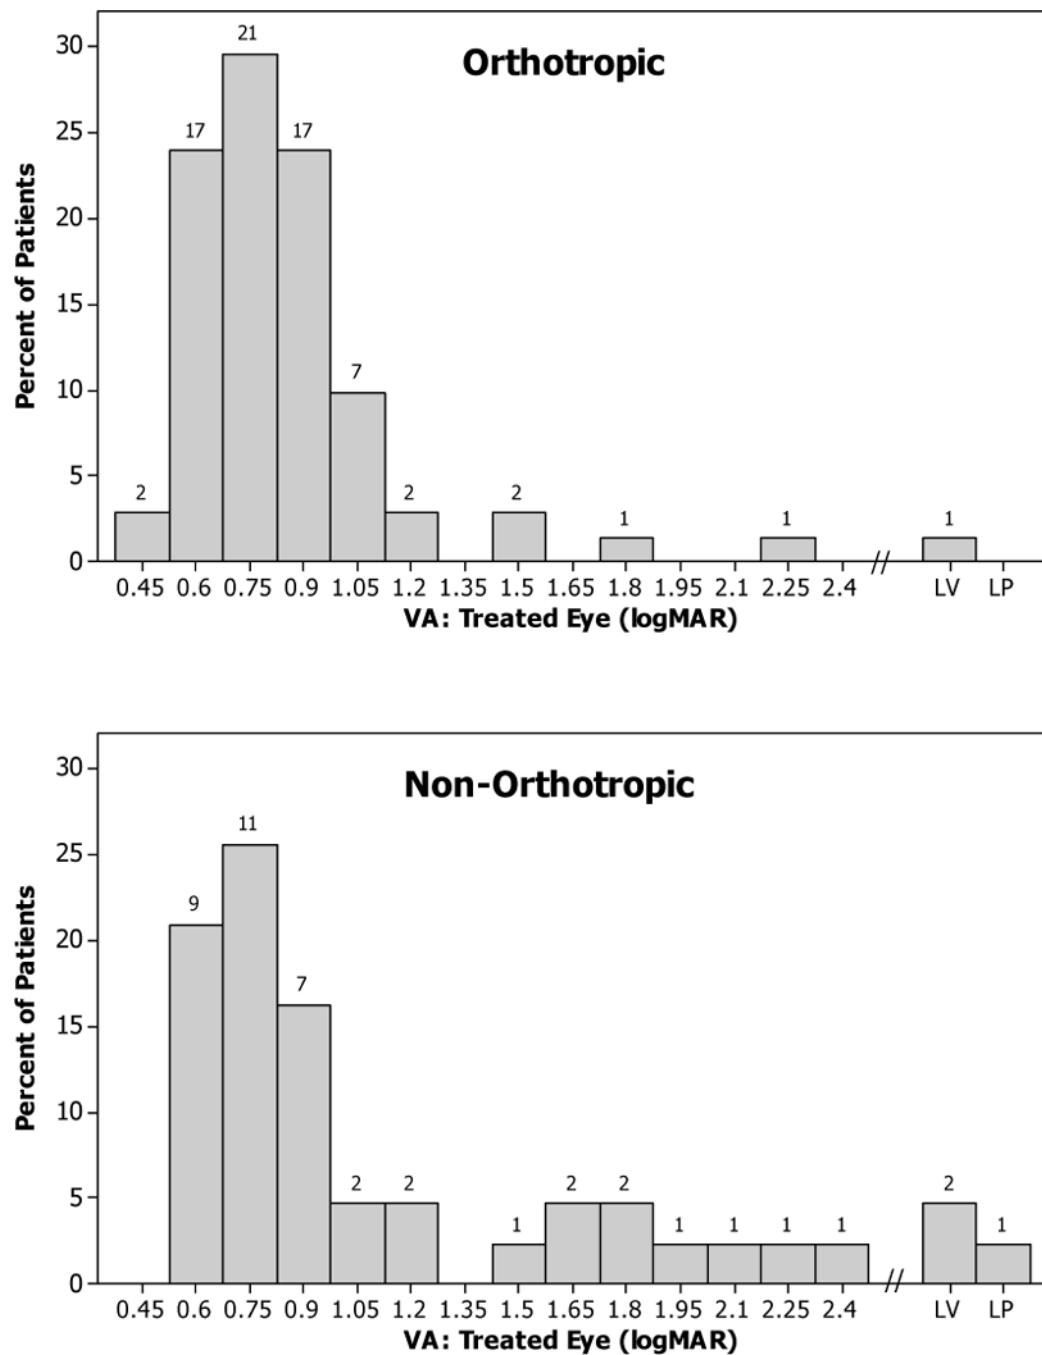 Orthotropic
Percent of Patients
30
25
20
15
10
5
0
2 17 21 17 7 2 2 1 1 1
0.45 0.6 0.75 0.9 1.05 1.2 1.35 1.5 1.65 1.8 1.95 2.1 2.25 2.4 // LV LP
VA: Treated Eye (logMAR)
Non-Orthotropic
Percent of Patients
30
25
20
15
10
5
0
9 11 7 2 2 1 2 2 1 1 1 1 2 1
0.45 0.6 0.75 0.9 1.05 1.2 1.35 1.5 1.65 1.8 1.95 2.1 2.25 2.4 // LV LP
VA: Treated Eye (logMAR)